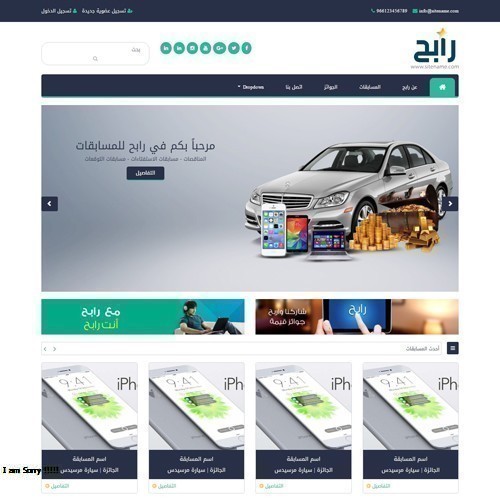 info@sitename.com
966123456789
تسجيل عضوية جديدة
تسجيل الدخول
رابح
www.sitename.com
بحث
عن رابح
المسابقات
الجوائز
اتصل بنا
Dropdown
مرحباً بكم في رابح للمسابقات
المناقصات - مسابقات الاستفتاءات - مسابقات التوقعات
التفاصيل
شاركنا واربح
جوائز قيمة
رابح
مع رابح
أنت رابح
أحدث المسابقات
iPh
9:41
iPh
9:41
iPh
9:41
iPh
9:41
اسم المسابقة
الجائزة | سيارة مرسيدس
التفاصيل
اسم المسابقة
الجائزة | سيارة مرسيدس
التفاصيل
اسم المسابقة
الجائزة | سيارة مرسيدس
التفاصيل
اسم المسابقة
الجائزة | سيارة مرسيدس
التفاصيل
I am Sorry !!!!!